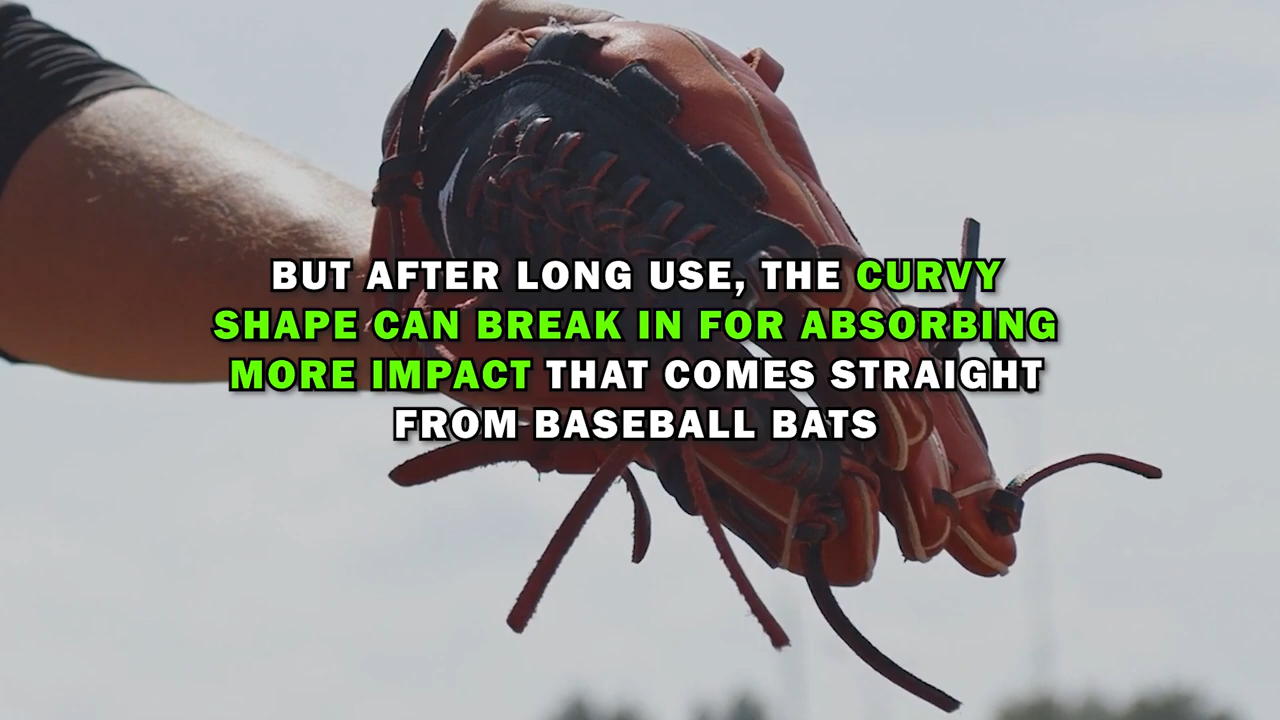 BUT AFTER LONG USE, THE CURVY
SHAPE CAN BREAK IN FOR ABSORBING
MORE IMPACT THAT COMES STRAIGHT
FROM BASEBALL BATS